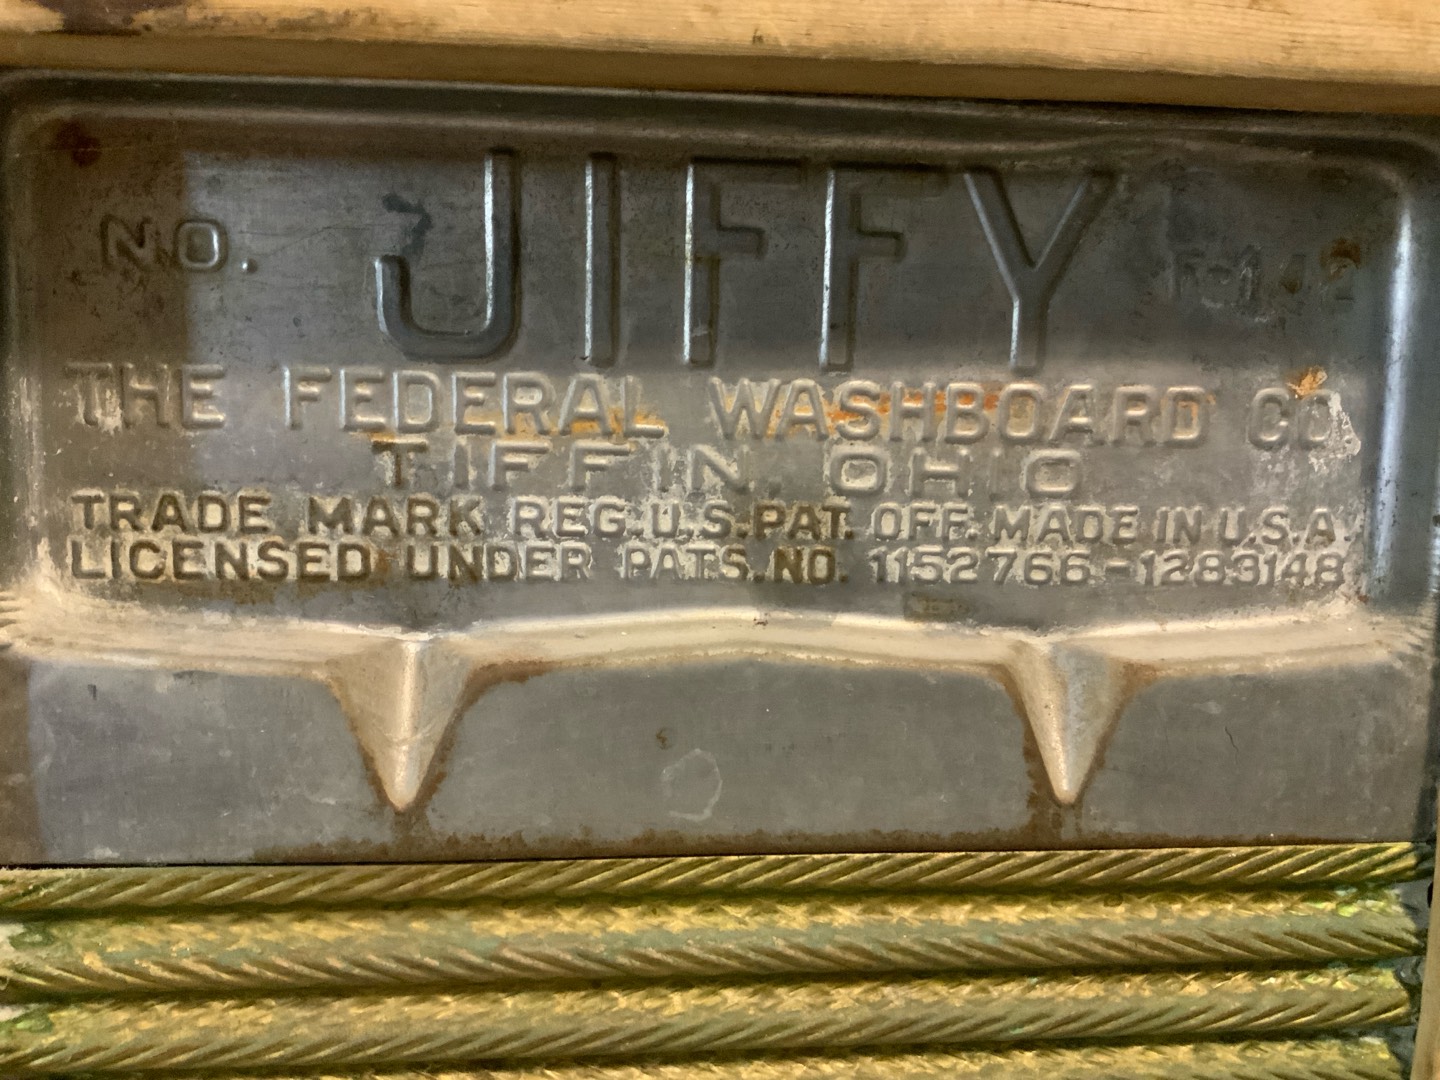 NO. JIFFY
THE FEDERAL WASHBOARD CO
TIFFIN, OHIO
TRADE MARK REG.U.S.PAT. OFF. MADE IN U.S.A.
LICENSED UNDER PATS.NO. 1152766-1283148